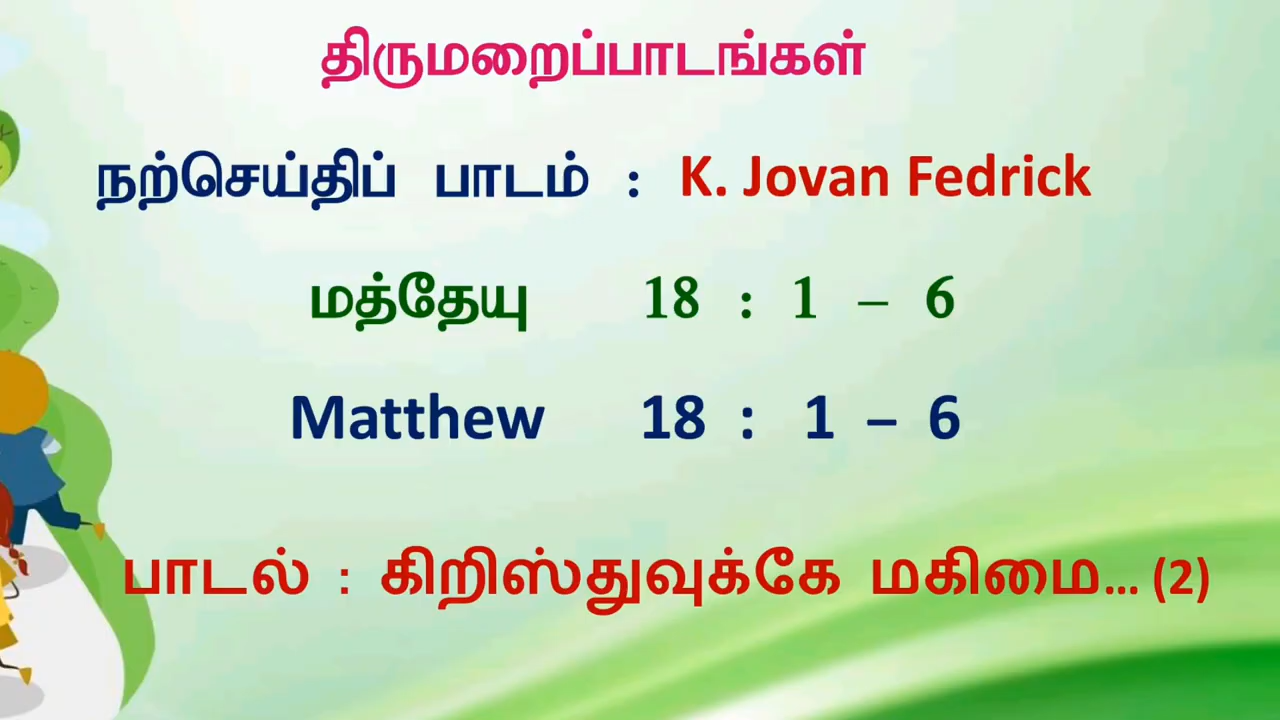 திருமறைப்பாடங்கள்
நற்செய்திப் பாடம் : K. Jovan Fedrick
மத்தேயு 18 : 1 – 6
Matthew 18 : 1 – 6
பாடல் : கிறிஸ்துவுக்கே மகிமை... (2)